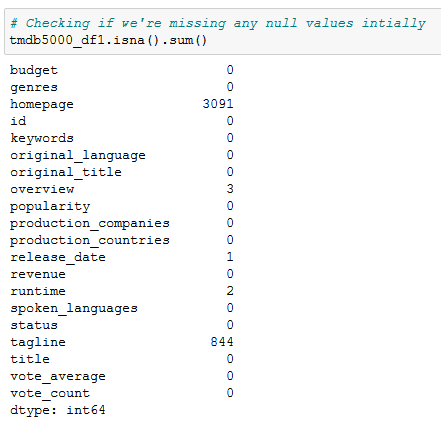 # Checking if we're missing any null values intially
tmdb5000_df1.isna().sum()
budget 0
genres 0
homepage 3091
id 0
keywords 0
original_language 0
original_title 0
overview 3
popularity 0
production_companies 0
production_countries 0
release_date 1
revenue 0
runtime 2
spoken_languages 0
status 0
tagline 844
title 0
vote_average 0
vote_count 0
dtype: int64